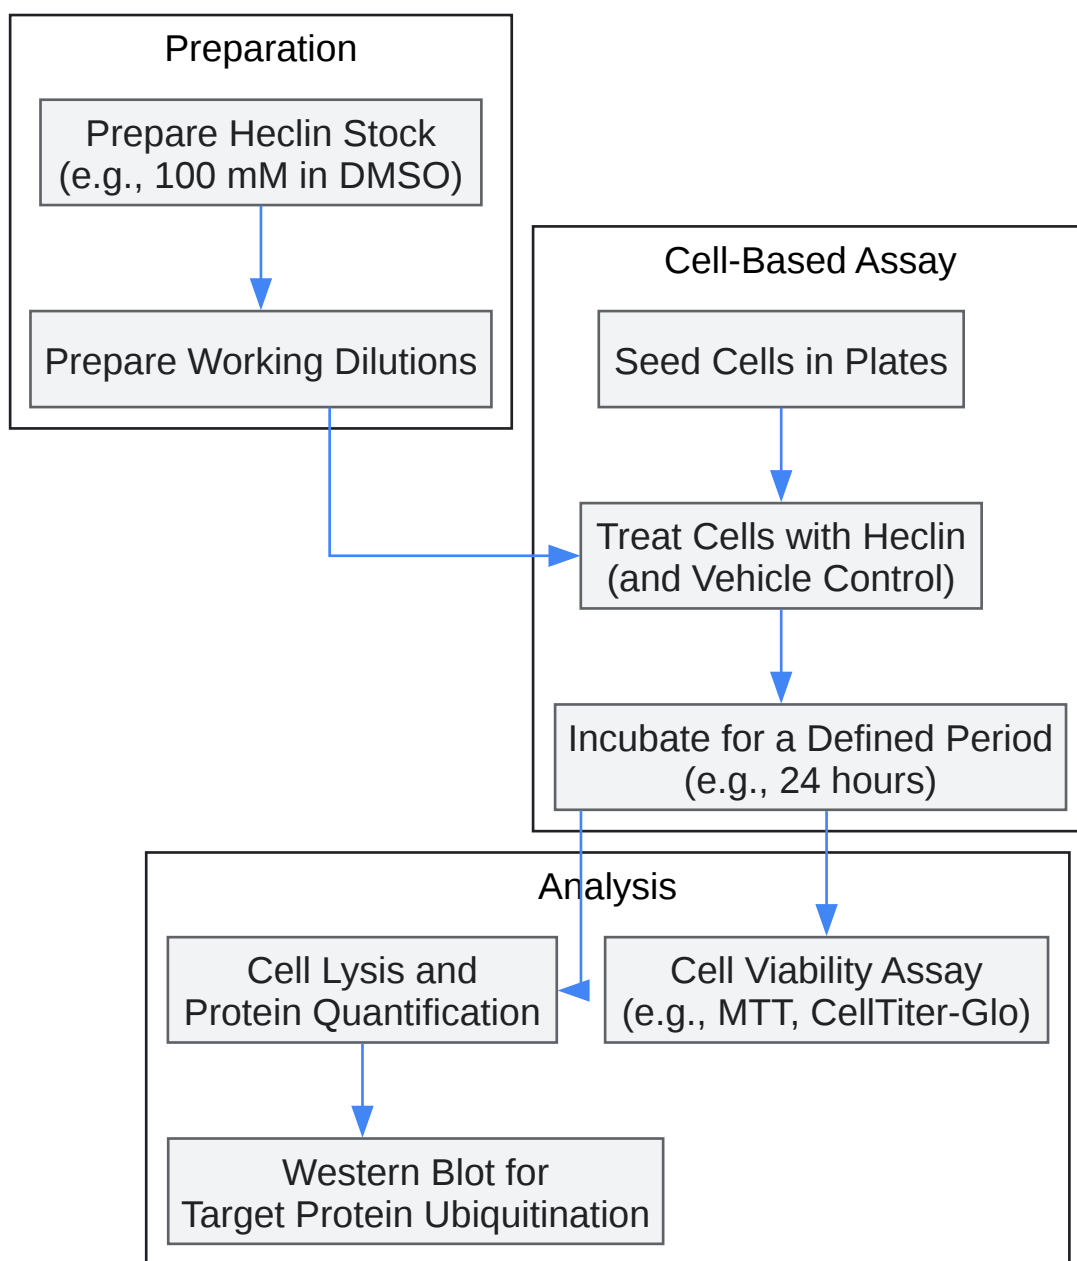 Preparation
Prepare Heclin Stock
(e.g., 100 mM in DMSO)
Prepare Working Dilutions
Cell-Based Assay
Seed Cells in Plates
Treat Cells with Heclin
(and Vehicle Control)
Incubate for a Defined Period
(e.g., 24 hours)
Analysis
Cell Lysis and
Protein Quantification
Cell Viability Assay
(e.g., MTT, CellTiter-Glo)
Western Blot for
Target Protein Ubiquitination